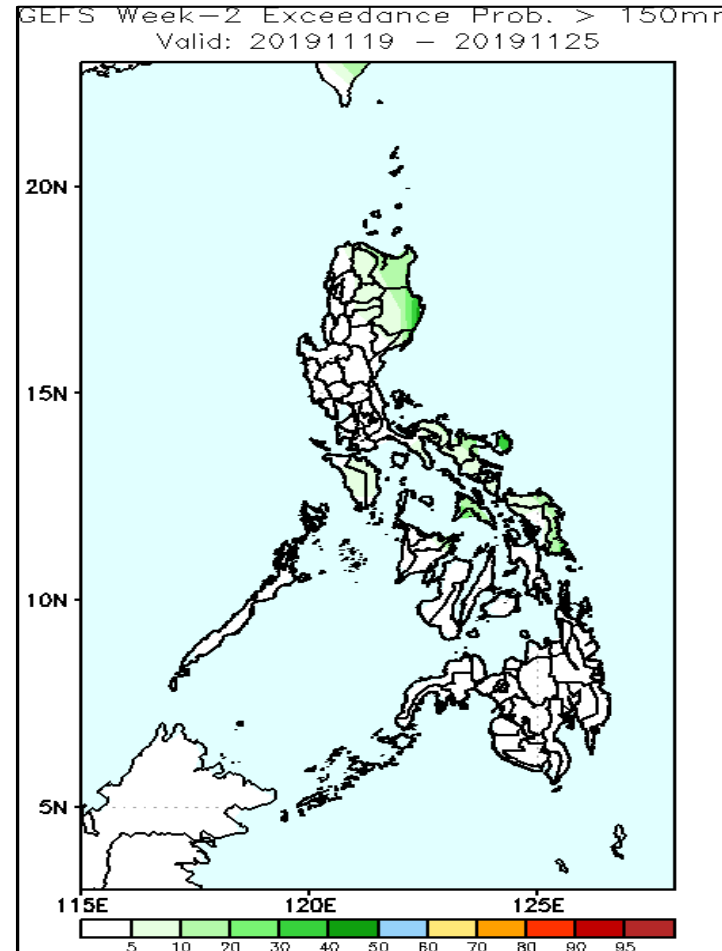 GEFS Week-2 Exceedance Prob. > 150mm
Valid: 20191119 - 20191125
20N
15N
10N
5N
115E 120E 125E
5 10 20 30 40 50 60 70 80 90 95